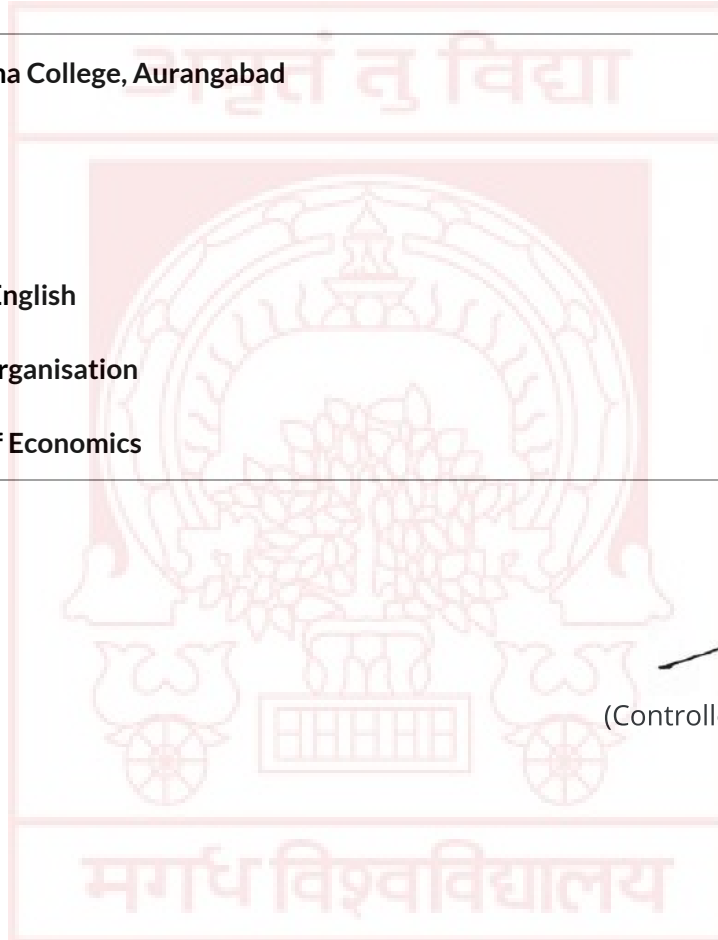 अमृतं तु विद्या
na College, Aurangabad
English
rganisation
f Economics
(Controll
मगध विश्वविद्यालय